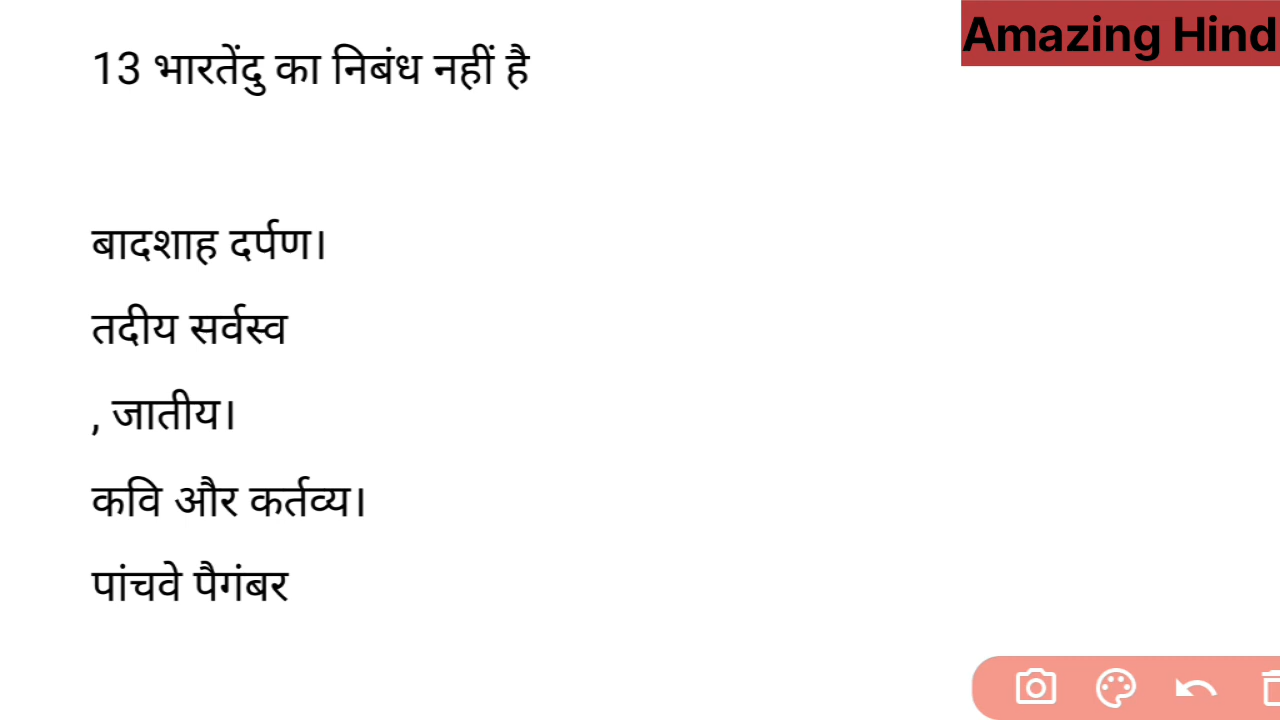 Amazing Hind
13 भारतेंदु का निबंध नहीं है
बादशाह दर्पण।
तदीय सर्वस्व
, जातीय।
कवि और कर्तव्य।
पांचवे पैगंबर